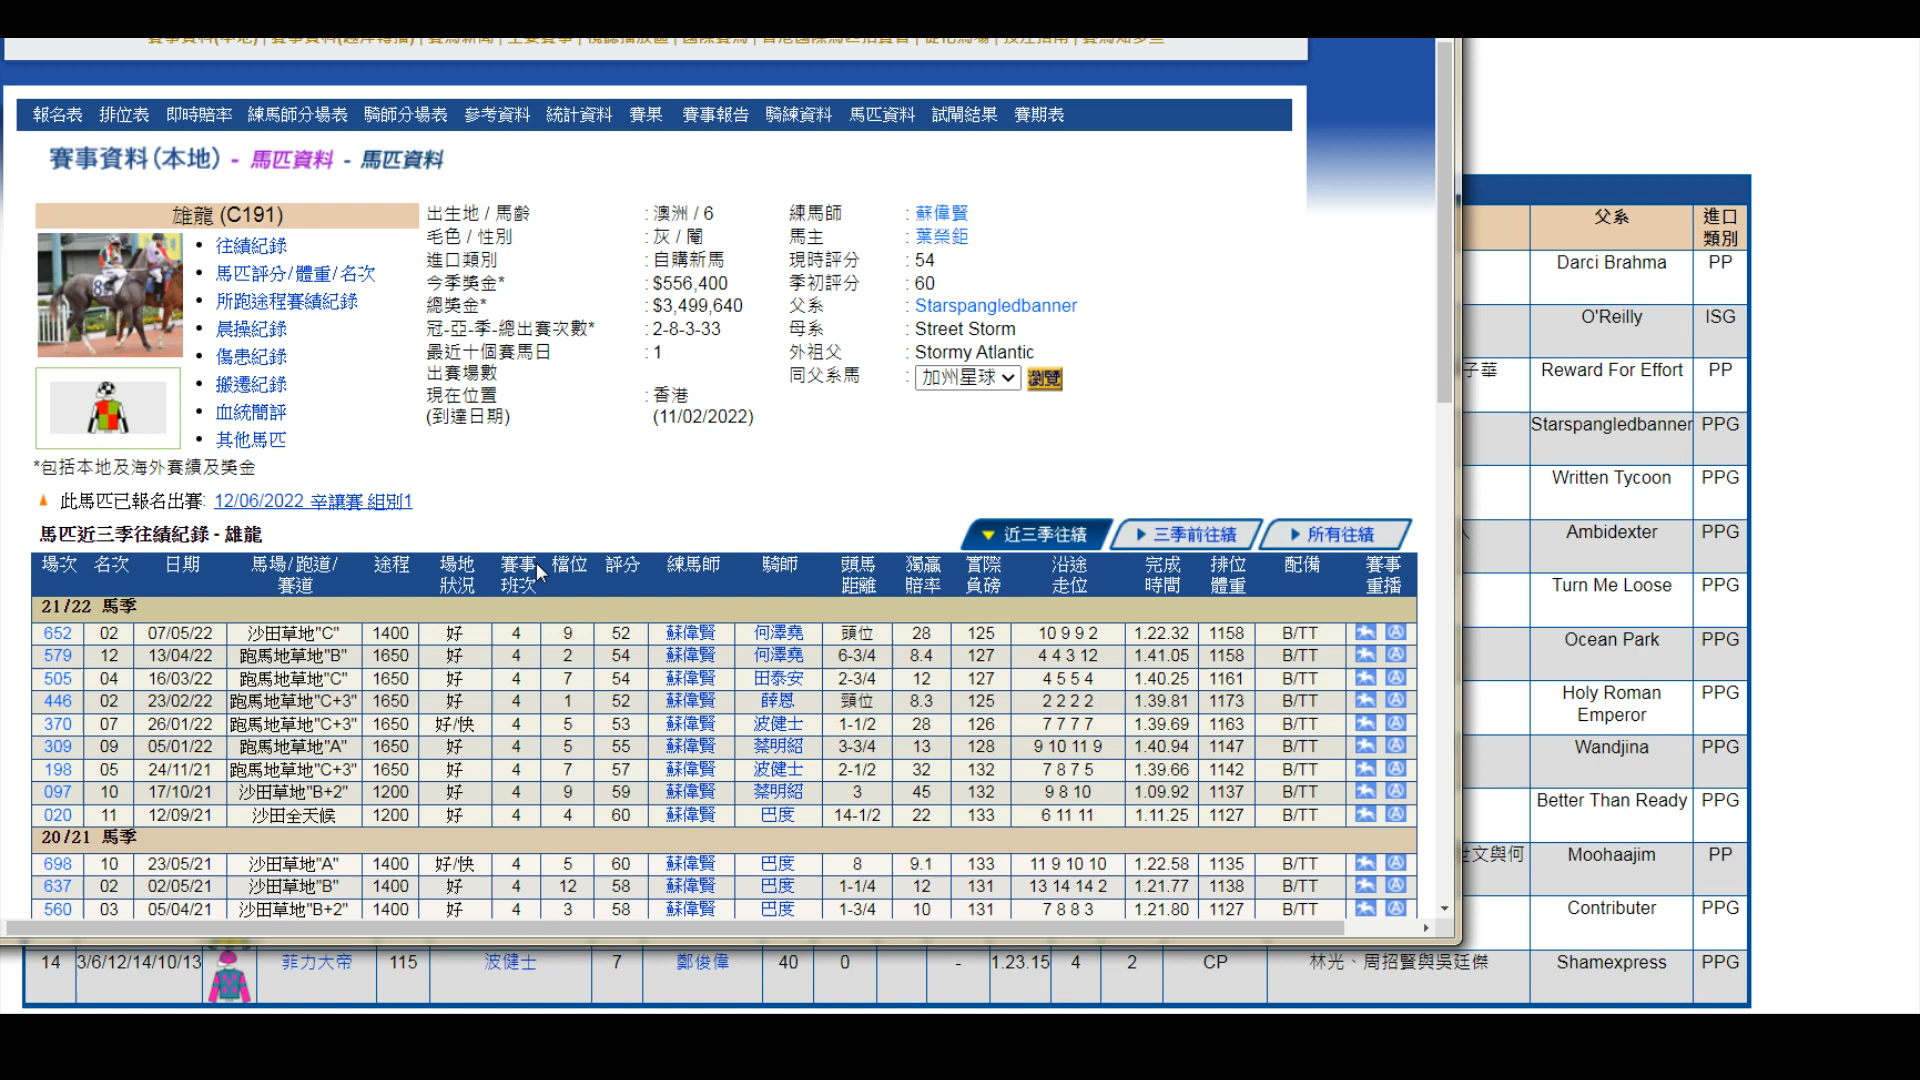 報名表 排位表 即時賠率 練馬師分場表 騎師分場表 參考資料 統計資料 賽果 賽事報告 騎練資料 馬匹資料 試閘結果 賽期表
賽事資料(本地) - 馬匹資料 - 馬匹資料
雄龍 (C191)
往績紀錄
馬匹評分/體重/名次
所跑途程賽績紀錄
晨操紀錄
傷患紀錄
搬遷紀錄
血統簡評
其他馬匹
出生地 / 馬齡 : 澳洲 / 6
毛色 / 性別 : 灰 / 閹
進口類別 : 自購新馬
今季獎金* : $556,400
總獎金* : $3,499,640
冠-亞-季-總出賽次數* : 2-8-3-33
最近十個賽馬日 : 1
出賽場數
現在位置 : 香港
(到達日期) (11/02/2022)
練馬師 : 蘇偉賢
馬主 : 葉榮鉅
現時評分 : 54
季初評分 : 60
父系 : Starspangledbanner
母系 : Street Storm
外祖父 : Stormy Atlantic
同父系馬 : 加州星球 瀏覽
*包括本地及海外賽績及獎金
此馬匹已報名出賽: 12/06/2022 辛讓賽 組別1
馬匹近三季往績紀錄 - 雄龍
近三季往績 三季前往績 所有往績
場次 名次 日期 馬場/跑道/ 途程 場地 賽事 檔位 評分 練馬師 騎師 頭馬 獨贏 實際 沿途 完成 排位 配備 賽事
賽道 狀況 班次 距離 賠率 負磅 走位 時間 體重 重播
21/22 馬季
652 02 07/05/22 沙田草地"C" 1400 好 4 9 52 蘇偉賢 何澤堯 頭位 28 125 10 9 9 2 1.22.32 1158 B/TT
579 12 13/04/22 跑馬地草地"B" 1650 好 4 2 54 蘇偉賢 何澤堯 6-3/4 8.4 127 4 4 3 12 1.41.05 1158 B/TT
505 04 16/03/22 跑馬地草地"C" 1650 好 4 7 54 蘇偉賢 田泰安 2-3/4 12 127 4 5 5 4 1.40.25 1161 B/TT
446 02 23/02/22 跑馬地草地"C+3" 1650 好 4 1 52 蘇偉賢 薛恩 頸位 8.3 125 2 2 2 2 1.39.81 1173 B/TT
370 07 26/01/22 跑馬地草地"C+3" 1650 好/快 4 5 53 蘇偉賢 波健士 1-1/2 28 126 7 7 7 7 1.39.69 1163 B/TT
309 09 05/01/22 跑馬地草地"A" 1650 好 4 5 55 蘇偉賢 蔡明紹 3-3/4 13 128 9 10 11 9 1.40.94 1147 B/TT
198 05 24/11/21 跑馬地草地"C+3" 1650 好 4 7 57 蘇偉賢 波健士 2-1/2 32 132 7 8 7 5 1.39.66 1142 B/TT
097 10 17/10/21 沙田草地"B+2" 1200 好 4 9 59 蘇偉賢 蔡明紹 3 45 132 9 8 10 1.09.92 1137 B/TT
020 11 12/09/21 沙田全天候 1200 好 4 4 60 蘇偉賢 巴度 14-1/2 22 133 6 11 11 1.11.25 1127 B/TT
20/21 馬季
698 10 23/05/21 沙田草地"A" 1400 好/快 4 5 60 蘇偉賢 巴度 8 9.1 133 11 9 10 10 1.22.58 1135 B/TT
637 02 02/05/21 沙田草地"B" 1400 好 4 12 58 蘇偉賢 巴度 1-1/4 12 131 13 14 14 2 1.21.77 1138 B/TT
560 03 05/04/21 沙田草地"B+2" 1400 好 4 3 58 蘇偉賢 巴度 1-3/4 10 131 7 8 8 3 1.21.80 1127 B/TT
父系 進口
類別
Darci Brahma PP
O'Reilly ISG
子華 Reward For Effort PP
Starspangledbanner PPG
Written Tycoon PPG
Ambidexter PPG
Turn Me Loose PPG
Ocean Park PPG
Holy Roman PPG
Emperor
Wandjina PPG
Better Than Ready PPG
文與何 Moohaajim PP
Contributer PPG
14 3/6/12/14/10/13 菲力大帝 115 波健士 7 鄭俊偉 40 0 - 1.23.15 4 2 CP 林光、周招賢與吳廷傑 Shamexpress PPG